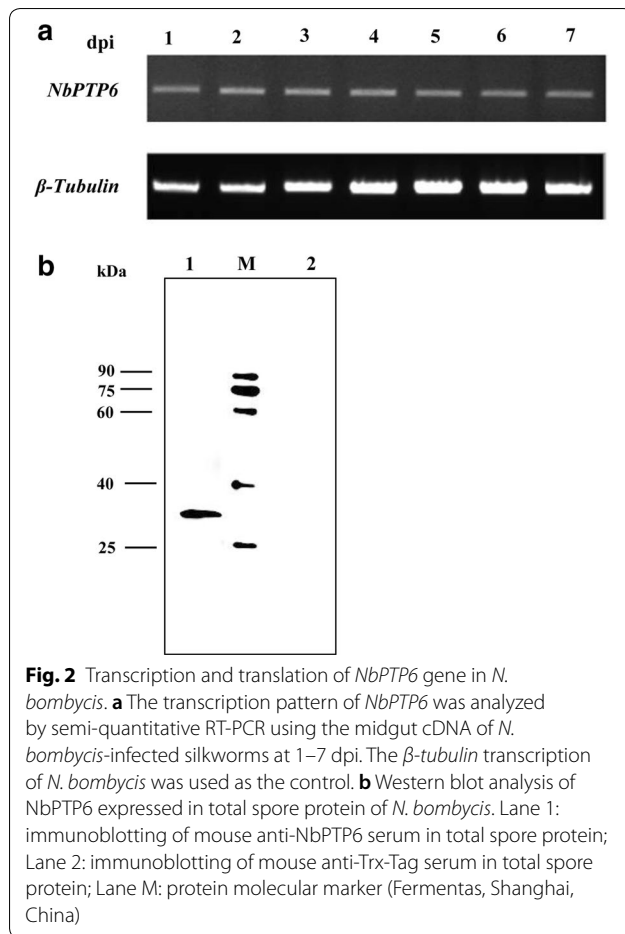 a
dpi 1 2 3 4 5 6 7
NbPTP6
β-Tubulin
b
kDa 1 M 2
90
75
60
40
25
Fig. 2 Transcription and translation of NbPTP6 gene in N.
bombycis. a The transcription pattern of NbPTP6 was analyzed
by semi-quantitative RT-PCR using the midgut cDNA of N.
bombycis-infected silkworms at 1–7 dpi. The β-tubulin transcription
of N. bombycis was used as the control. b Western blot analysis of
NbPTP6 expressed in total spore protein of N. bombycis. Lane 1:
immunoblotting of mouse anti-NbPTP6 serum in total spore protein;
Lane 2: immunoblotting of mouse anti-Trx-Tag serum in total spore
protein; Lane M: protein molecular marker (Fermentas, Shanghai,
China)